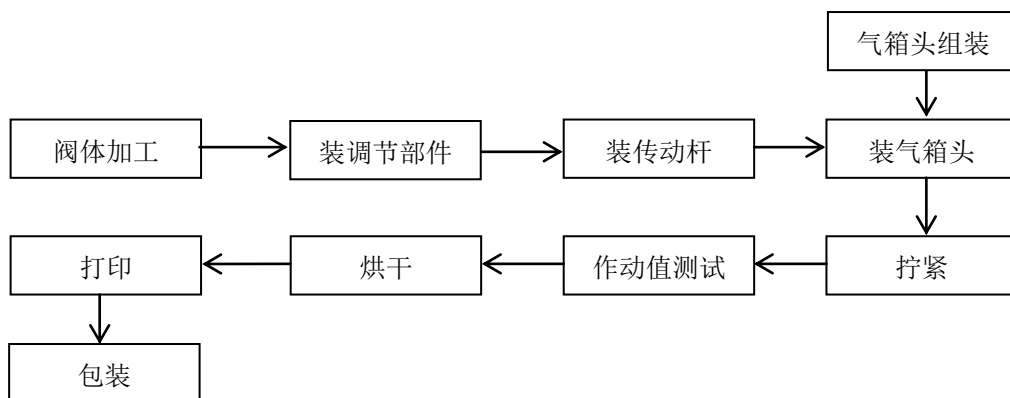 气箱头组装
阀体加工
装调节部件
装传动杆
装气箱头
打印
烘干
作动值测试
拧紧
包装